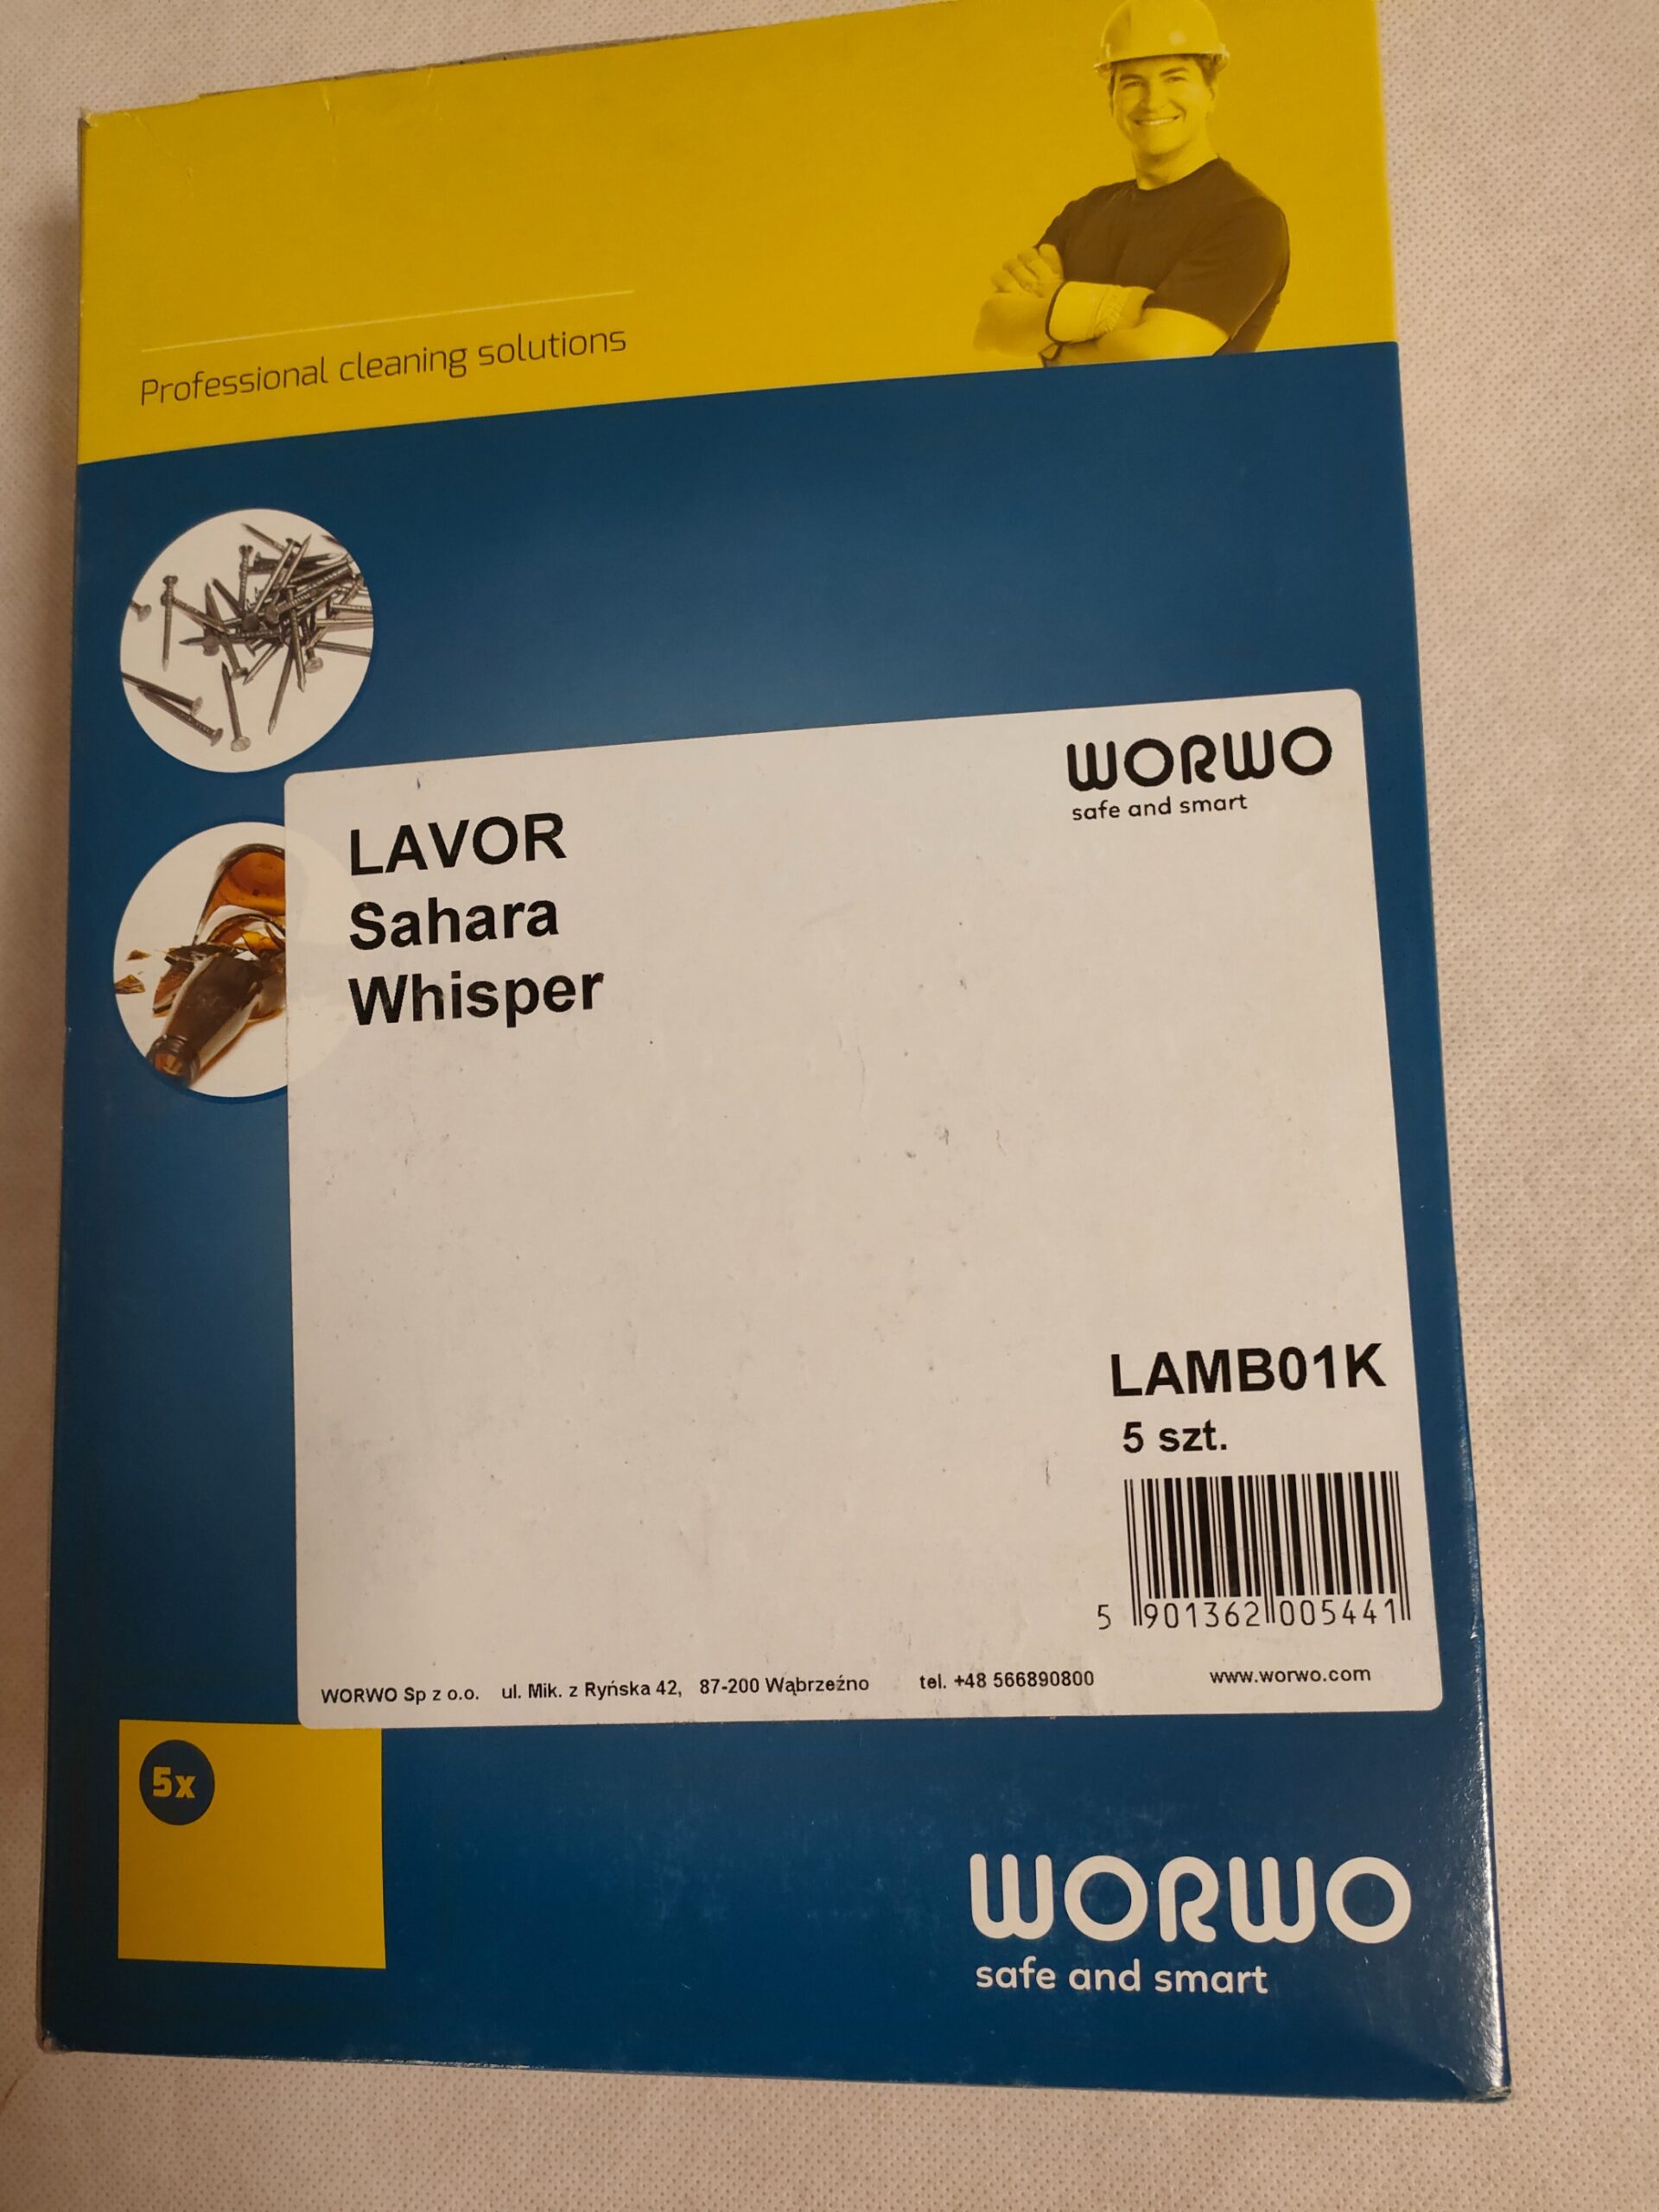 Professional cleaning solutions
WORWO
safe and smart
LAVOR
Sahara
Whisper
LAMB01K
5 szt.
5 901362 005441
WORWO Sp z o.o. ul. Mik. z Ryńska 42, 87-200 Wąbrzeźno tel. +48 566890800 www.worwo.com
5x
WORWO
safe and smart